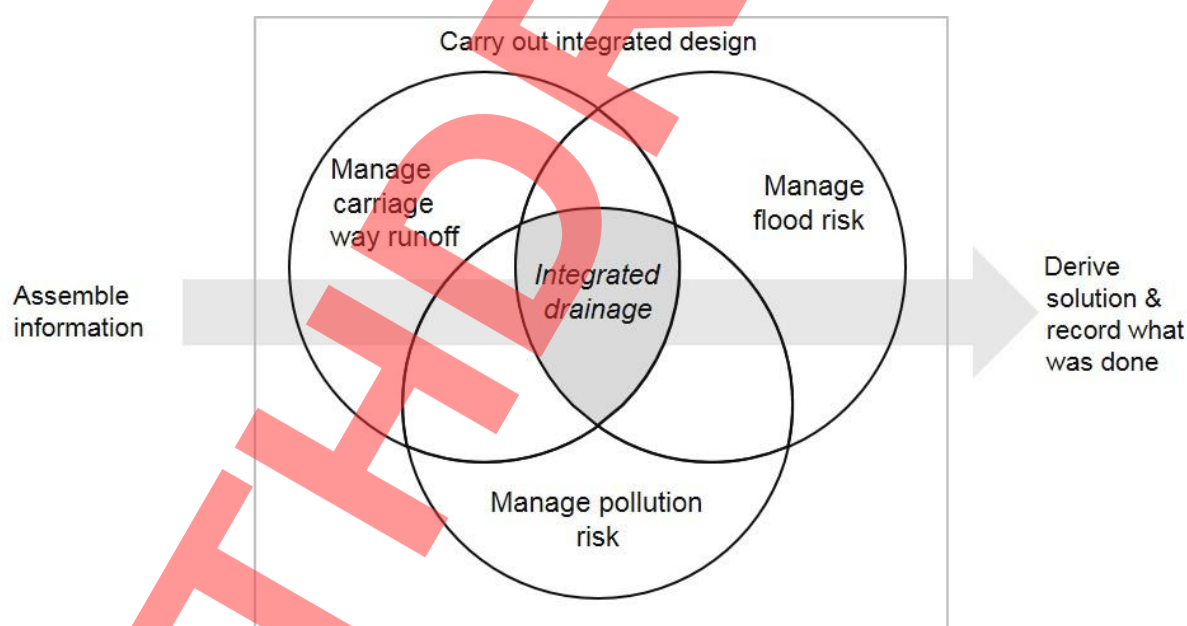 Carry out integrated design
Manage
carriage
way runoff
Manage
flood risk
Integrated
drainage
Assemble
information
Derive
solution &
record what
was done
Manage pollution
risk
THDR